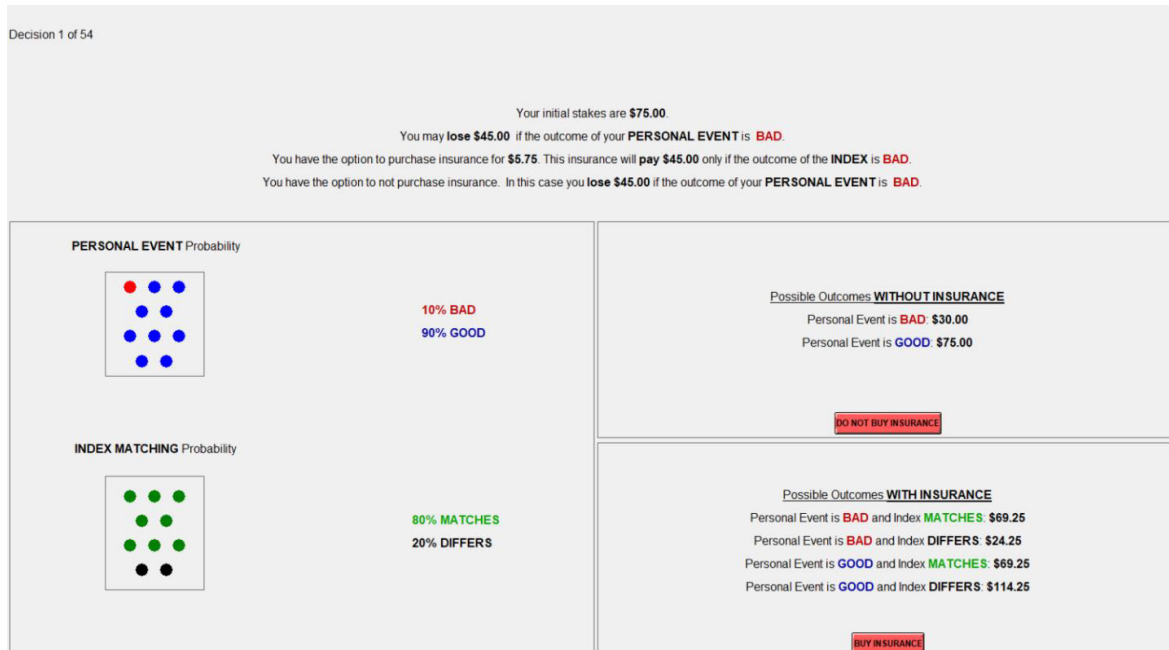 Decision 1 of 54
Your initial stakes are $75.00.
You may lose $45.00 if the outcome of your PERSONAL EVENT is BAD.
You have the option to purchase insurance for $5.75. This insurance will pay $45.00 only if the outcome of the INDEX is BAD.
You have the option to not purchase insurance. In this case you lose $45.00 if the outcome of your PERSONAL EVENT is BAD.
PERSONAL EVENT Probability
10% BAD
90% GOOD
Possible Outcomes WITHOUT INSURANCE
Personal Event is BAD: $30.00
Personal Event is GOOD: $75.00
DO NOT BUY INSURANCE
INDEX MATCHING Probability
80% MATCHES
20% DIFFERS
Possible Outcomes WITH INSURANCE
Personal Event is BAD and Index MATCHES: $69.25
Personal Event is BAD and Index DIFFERS: $24.25
Personal Event is GOOD and Index MATCHES: $69.25
Personal Event is GOOD and Index DIFFERS: $114.25
BUY INSURANCE